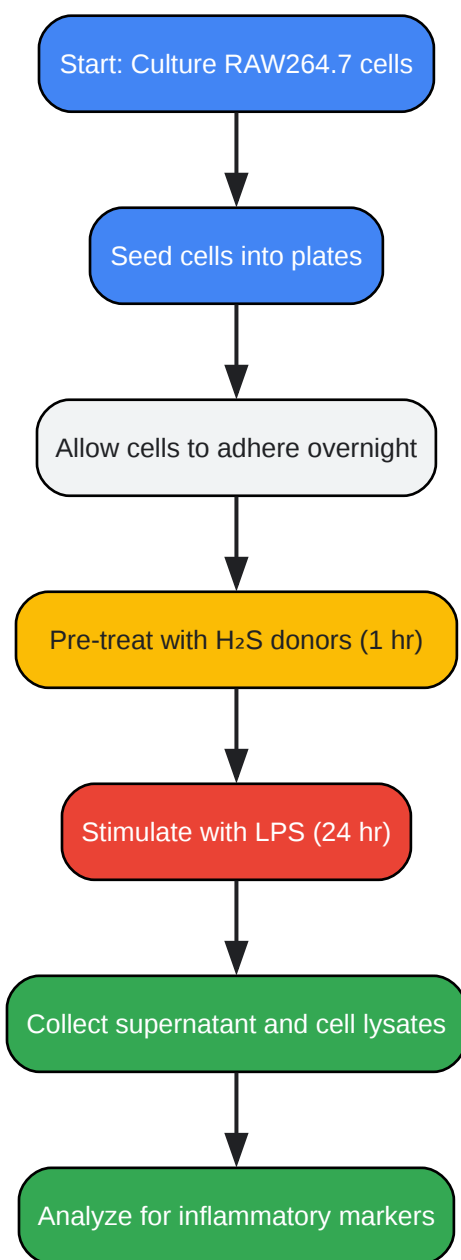 Start: Culture RAW264.7 cells
Seed cells into plates
Allow cells to adhere overnight
Pre-treat with H₂S donors (1 hr)
Stimulate with LPS (24 hr)
Collect supernatant and cell lysates
Analyze for inflammatory markers